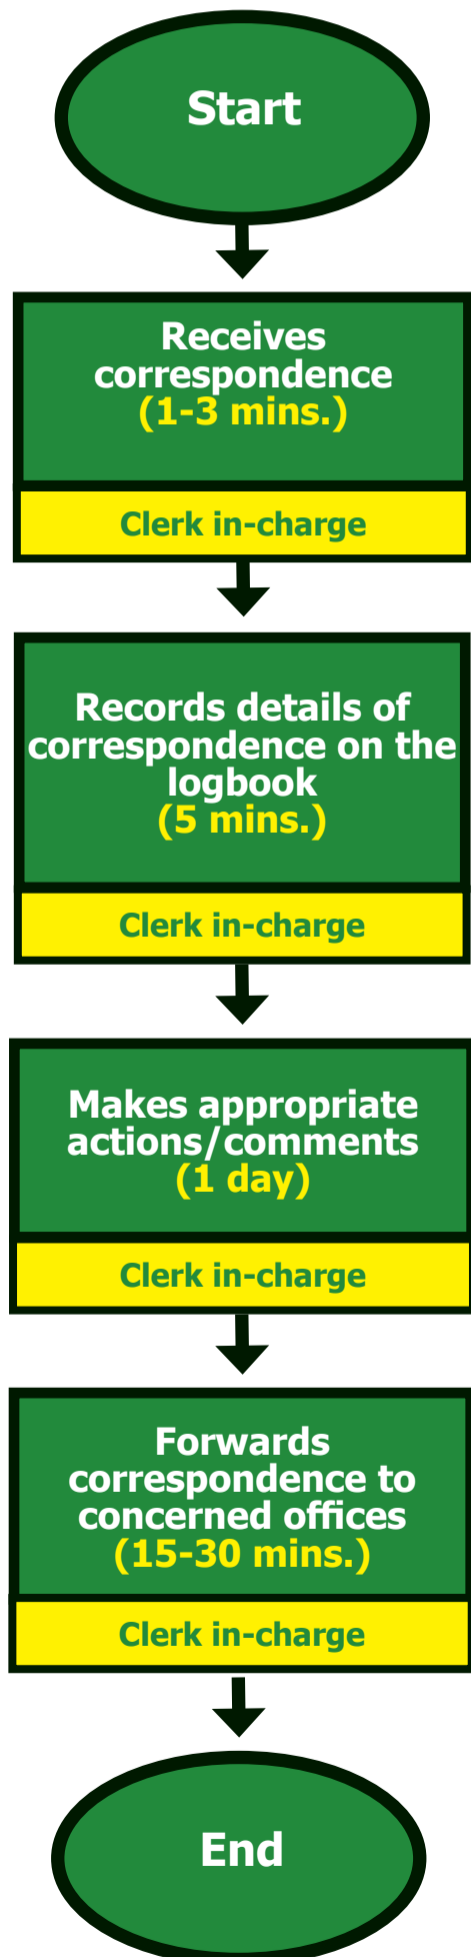 Start
Receives
correspondence
(1-3 mins.)
Clerk in-charge
Records details of
correspondence on the
logbook
(5 mins.)
Clerk in-charge
Makes appropriate
actions/comments
(1 day)
Clerk in-charge
Forwards
correspondence to
concerned offices
(15-30 mins.)
Clerk in-charge
End